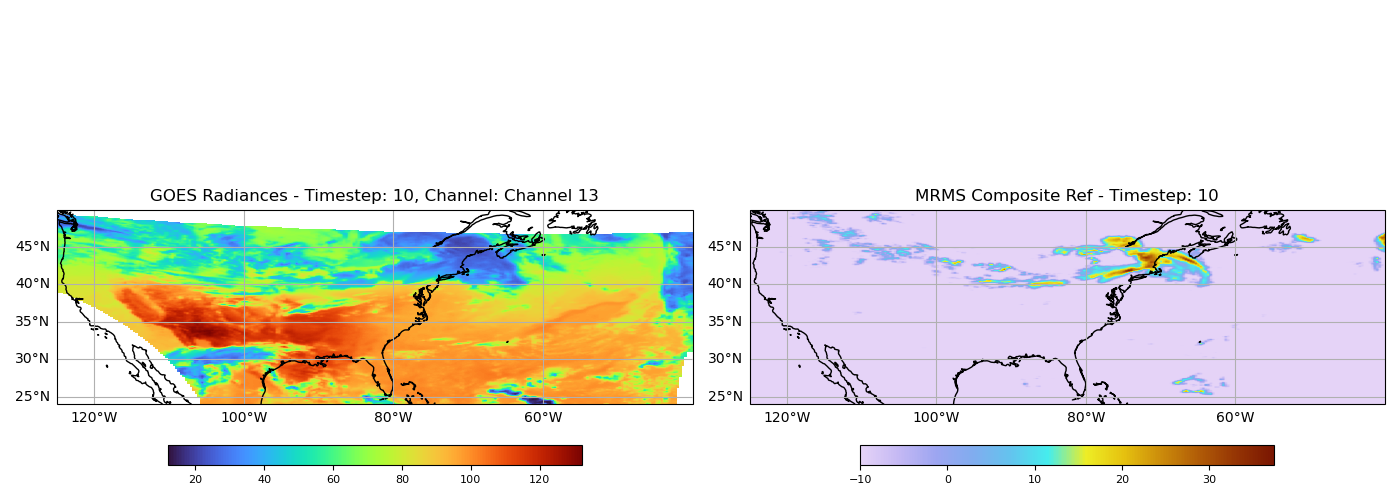 GOES Radiances - Timestep: 10, Channel: Channel 13
45°N
40°N
35°N
30°N
25°N
120°W 100°W 80°W 60°W
20 40 60 80 100 120
MRMS Composite Ref - Timestep: 10
45°N
40°N
35°N
30°N
25°N
120°W 100°W 80°W 60°W
−10 0 10 20 30